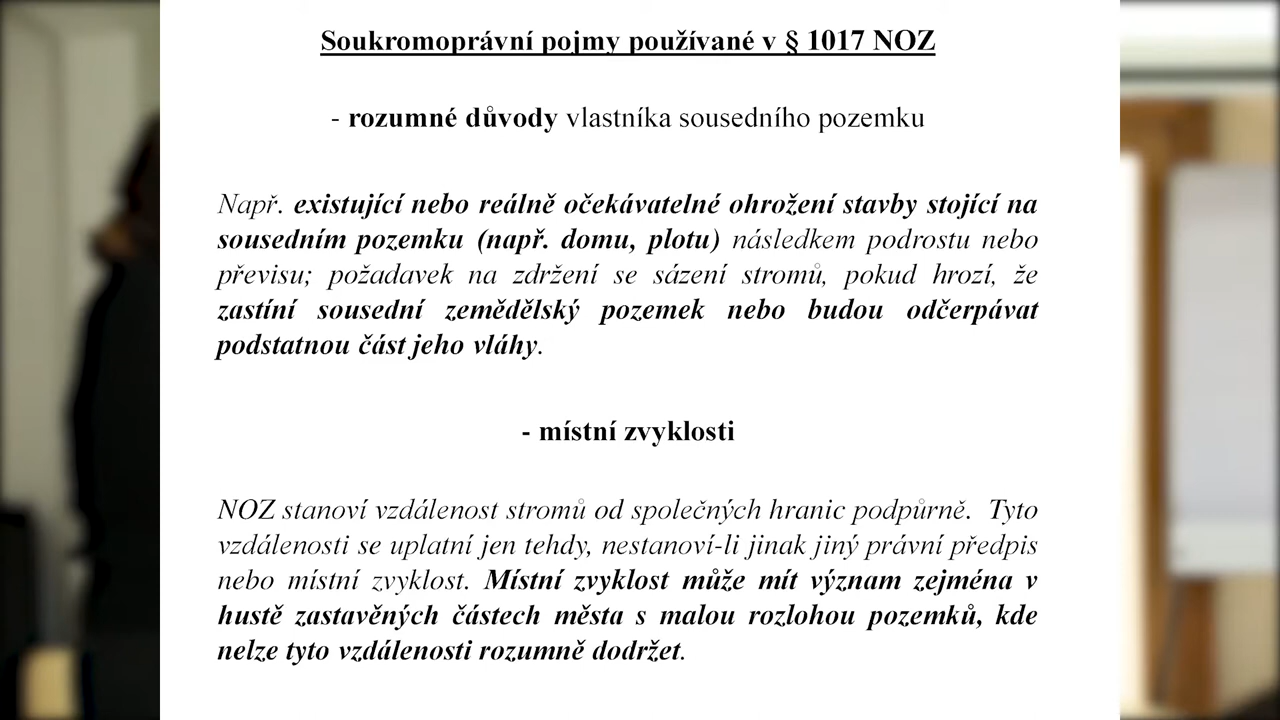 Soukromoprávní pojmy používané v § 1017 NOZ
- rozumné důvody vlastníka sousedního pozemku
Např. existující nebo reálně očekávatelné ohrožení stavby stojící na
sousedním pozemku (např. domu, plotu) následkem podrostu nebo
převisu; požadavek na zdržení se sázení stromů, pokud hrozí, že
zastíní sousední zemědělský pozemek nebo budou odčerpávat
podstatnou část jeho vláhy.
- místní zvyklosti
NOZ stanoví vzdálenost stromů od společných hranic podpůrně. Tyto
vzdálenosti se uplatní jen tehdy, nestanoví-li jinak jiný právní předpis
nebo místní zvyklost. Místní zvyklost může mít význam zejména v
hustě zastavěných částech města s malou rozlohou pozemků, kde
nelze tyto vzdálenosti rozumně dodržet.